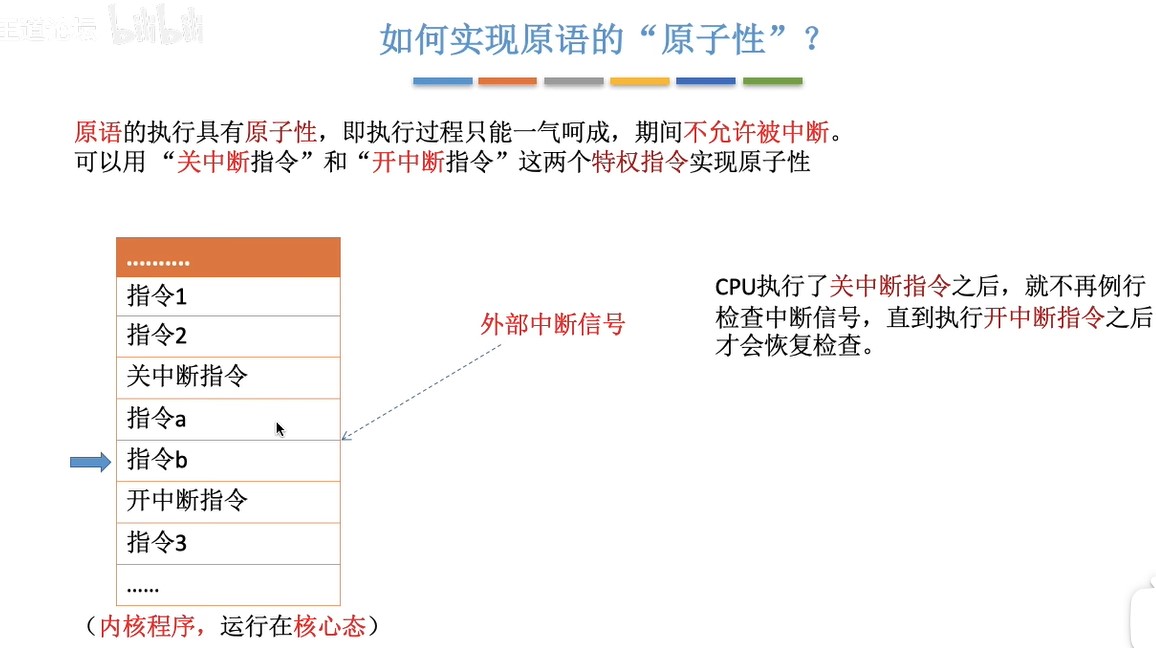 王道论坛 bilibili
如何实现原语的“原子性”？
原语的执行具有原子性，即执行过程只能一气呵成，期间不允许被中断。
可以用“关中断指令”和“开中断指令”这两个特权指令实现原子性
..........
指令1
指令2
关中断指令
指令a
指令b
开中断指令
指令3
......
（内核程序，运行在核心态）
外部中断信号
CPU执行了关中断指令之后，就不再例行
检查中断信号，直到执行开中断指令之后
才会恢复检查。